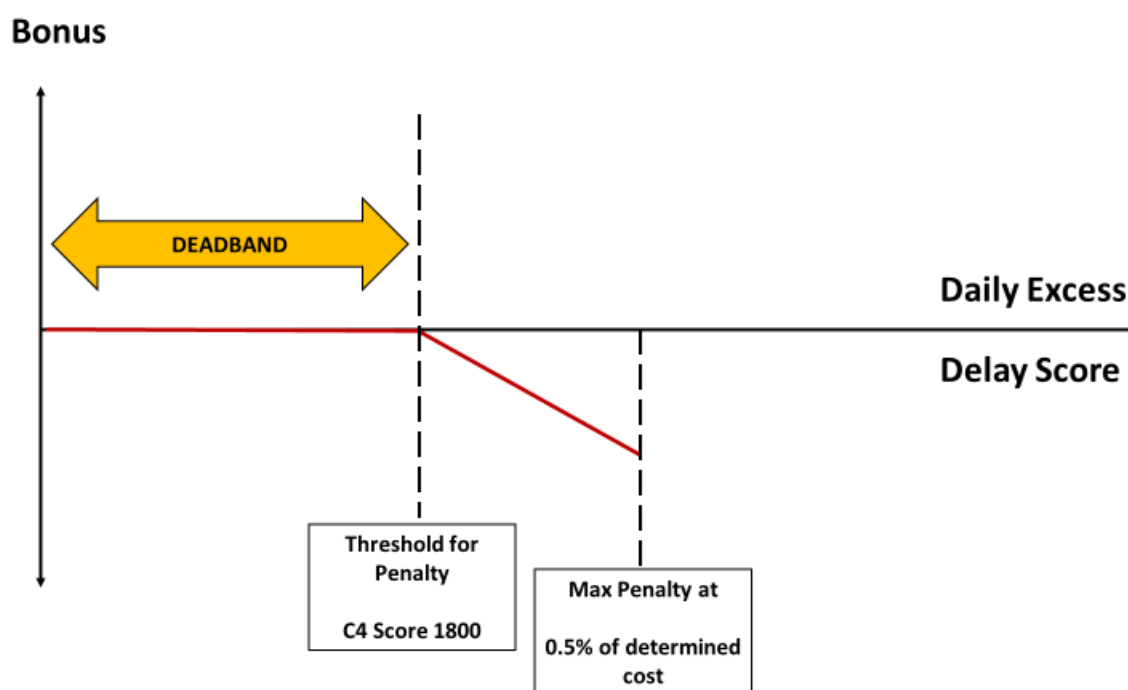 Bonus
DEADBAND
Daily Excess
Delay Score
Threshold for
Penalty
C4 Score 1800
Max Penalty at
0.5% of determined
cost